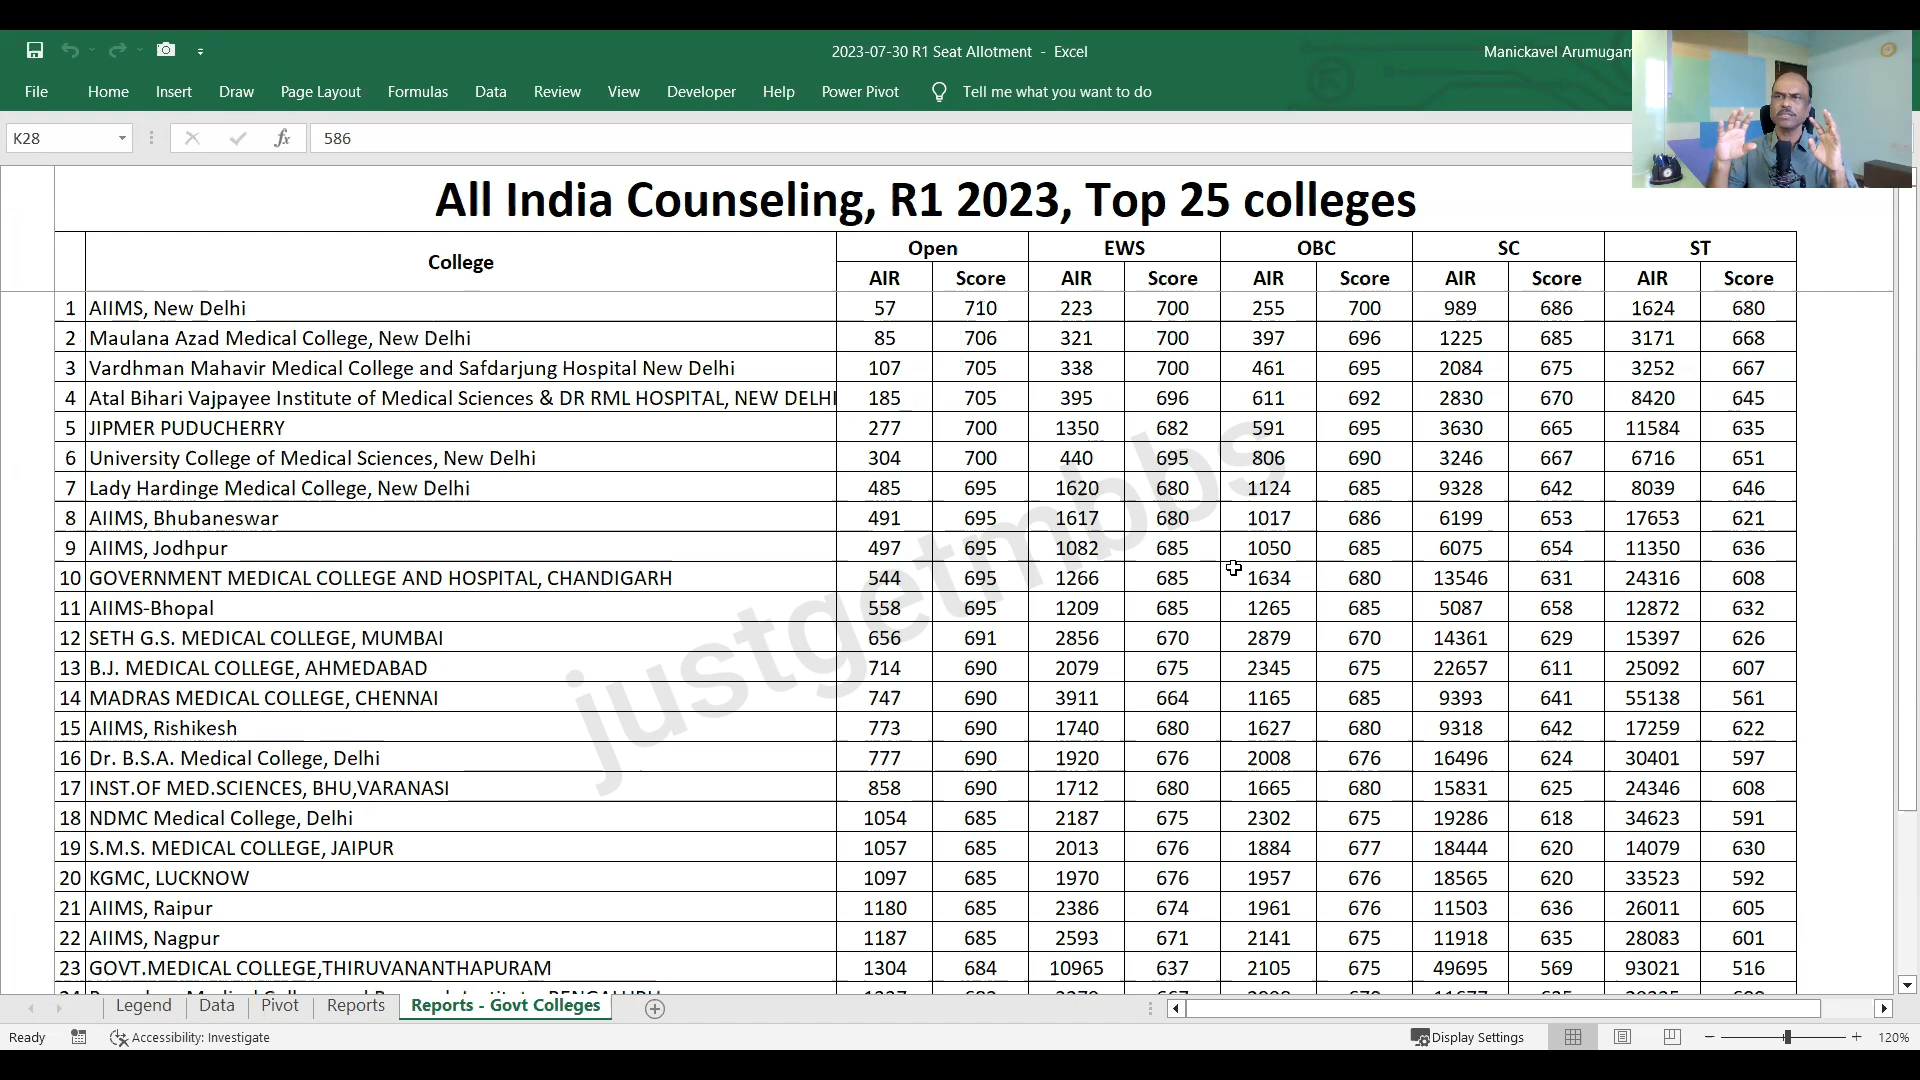 2023-07-30 R1 Seat Allotment - Excel
Manickavel Arumugam
File Home Insert Draw Page Layout Formulas Data Review View Developer Help Power Pivot Tell me what you want to do
K28 fx 586
All India Counseling, R1 2023, Top 25 colleges
College Open EWS OBC SC ST
AIR Score AIR Score AIR Score AIR Score AIR Score
1 AIIMS, New Delhi 57 710 223 700 255 700 989 686 1624 680
2 Maulana Azad Medical College, New Delhi 85 706 321 700 397 696 1225 685 3171 668
3 Vardhman Mahavir Medical College and Safdarjung Hospital New Delhi 107 705 338 700 461 695 2084 675 3252 667
4 Atal Bihari Vajpayee Institute of Medical Sciences & DR RML HOSPITAL, NEW DELHI 185 705 395 696 611 692 2830 670 8420 645
5 JIPMER PUDUCHERRY 277 700 1350 682 591 695 3630 665 11584 635
6 University College of Medical Sciences, New Delhi 304 700 440 695 806 690 3246 667 6716 651
7 Lady Hardinge Medical College, New Delhi 485 695 1620 680 1124 685 9328 642 8039 646
8 AIIMS, Bhubaneswar 491 695 1617 680 1017 686 6199 653 17653 621
9 AIIMS, Jodhpur 497 695 1082 685 1050 685 6075 654 11350 636
10 GOVERNMENT MEDICAL COLLEGE AND HOSPITAL, CHANDIGARH 544 695 1266 685 1634 680 13546 631 24316 608
11 AIIMS-Bhopal 558 695 1209 685 1265 685 5087 658 12872 632
12 SETH G.S. MEDICAL COLLEGE, MUMBAI 656 691 2856 670 2879 670 14361 629 15397 626
13 B.J. MEDICAL COLLEGE, AHMEDABAD 714 690 2079 675 2345 675 22657 611 25092 607
14 MADRAS MEDICAL COLLEGE, CHENNAI 747 690 3911 664 1165 685 9393 641 55138 561
15 AIIMS, Rishikesh 773 690 1740 680 1627 680 9318 642 17259 622
16 Dr. B.S.A. Medical College, Delhi 777 690 1920 676 2008 676 16496 624 30401 597
17 INST.OF MED.SCIENCES, BHU,VARANASI 858 690 1712 680 1665 680 15831 625 24346 608
18 NDMC Medical College, Delhi 1054 685 2187 675 2302 675 19286 618 34623 591
19 S.M.S. MEDICAL COLLEGE, JAIPUR 1057 685 2013 676 1884 677 18444 620 14079 630
20 KGMC, LUCKNOW 1097 685 1970 676 1957 676 18565 620 33523 592
21 AIIMS, Raipur 1180 685 2386 674 1961 676 11503 636 26011 605
22 AIIMS, Nagpur 1187 685 2593 671 2141 675 11918 635 28083 601
23 GOVT.MEDICAL COLLEGE,THIRUVANANTHAPURAM 1304 684 10965 637 2105 675 49695 569 93021 516
justgetmbbs
Legend Data Pivot Reports Reports - Govt Colleges
Ready Accessibility: Investigate Display Settings 120%